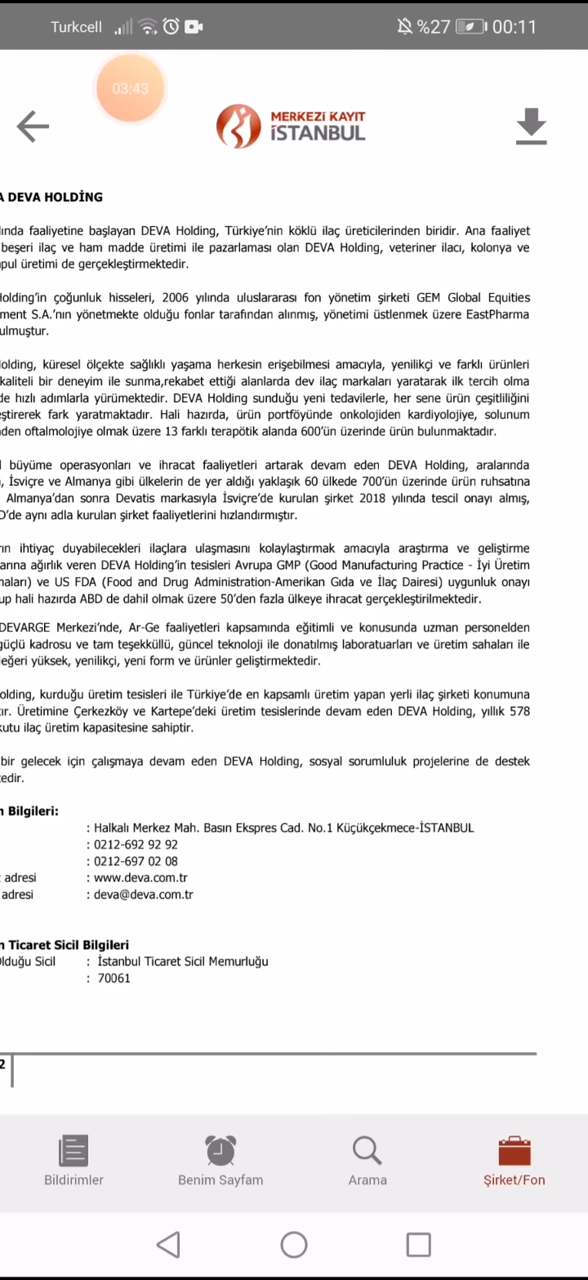 Turkcell %27 00:11
03:43
MERKEZİ KAYIT
İSTANBUL
A DEVA HOLDİNG
ında faaliyetine başlayan DEVA Holding, Türkiye'nin köklü ilaç üreticilerinden biridir. Ana faaliyet
beşeri ilaç ve ham madde üretimi ile pazarlaması olan DEVA Holding, veteriner ilacı, kolonya ve
pul üretimi de gerçekleştirmektedir.
Holding'in çoğunluk hisseleri, 2006 yılında uluslararası fon yönetim şirketi GEM Global Equities
ment S.A.'nın yönetmekte olduğu fonlar tarafından alınmış, yönetimi üstlenmek üzere EastPharma
ulmuştur.
olding, küresel ölçekte sağlıklı yaşama herkesin erişebilmesi amacıyla, yenilikçi ve farklı ürünleri
kaliteli bir deneyim ile sunma,rekabet ettiği alanlarda dev ilaç markaları yaratarak ilk tercih olma
de hızlı adımlarla yürümektedir. DEVA Holding sunduğu yeni tedavilerle, her sene ürün çeşitliliğini
eştirerek fark yaratmaktadır. Hali hazırda, ürün portföyünde onkolojiden kardiyolojiye, solunum
nden oftalmolojiye olmak üzere 13 farklı terapötik alanda 600'ün üzerinde ürün bulunmaktadır.
l büyüme operasyonları ve ihracat faaliyetleri artarak devam eden DEVA Holding, aralarında
, İsviçre ve Almanya gibi ülkelerin de yer aldığı yaklaşık 60 ülkede 700'ün üzerinde ürün ruhsatına
Almanya'dan sonra Devatis markasıyla İsviçre'de kurulan şirket 2018 yılında tescil onayı almış,
D'de aynı adla kurulan şirket faaliyetlerini hızlandırmıştır.
rın ihtiyaç duyabilecekleri ilaçlara ulaşmasını kolaylaştırmak amacıyla araştırma ve geliştirme
arına ağırlık veren DEVA Holding'in tesisleri Avrupa GMP (Good Manufacturing Practice - İyi Üretim
maları) ve US FDA (Food and Drug Administration-Amerikan Gıda ve İlaç Dairesi) uygunluk onayı
up hali hazırda ABD de dahil olmak üzere 50'den fazla ülkeye ihracat gerçekleştirilmektedir.
DEVARGE Merkezi'nde, Ar-Ge faaliyetleri kapsamında eğitimli ve konusunda uzman personelden
güçlü kadrosu ve tam teşekküllü, güncel teknoloji ile donatılmış laboratuarları ve üretim sahaları ile
eğeri yüksek, yenilikçi, yeni form ve ürünler geliştirmektedir.
olding, kurduğu üretim tesisleri ile Türkiye'de en kapsamlı üretim yapan yerli ilaç şirketi konumuna
tır. Üretimine Çerkezköy ve Kartepe'deki üretim tesislerinde devam eden DEVA Holding, yıllık 578
kutu ilaç üretim kapasitesine sahiptir.
bir gelecek için çalışmaya devam eden DEVA Holding, sosyal sorumluluk projelerine de destek
tedir.
n Bilgileri:
: Halkalı Merkez Mah. Basın Ekspres Cad. No.1 Küçükçekmece-İSTANBUL
: 0212-692 92 92
: 0212-697 02 08
adresi : www.deva.com.tr
adresi : deva@deva.com.tr
n Ticaret Sicil Bilgileri
Olduğu Sicil : İstanbul Ticaret Sicil Memurluğu
: 70061
2
Bildirimler Benim Sayfam Arama Şirket/Fon